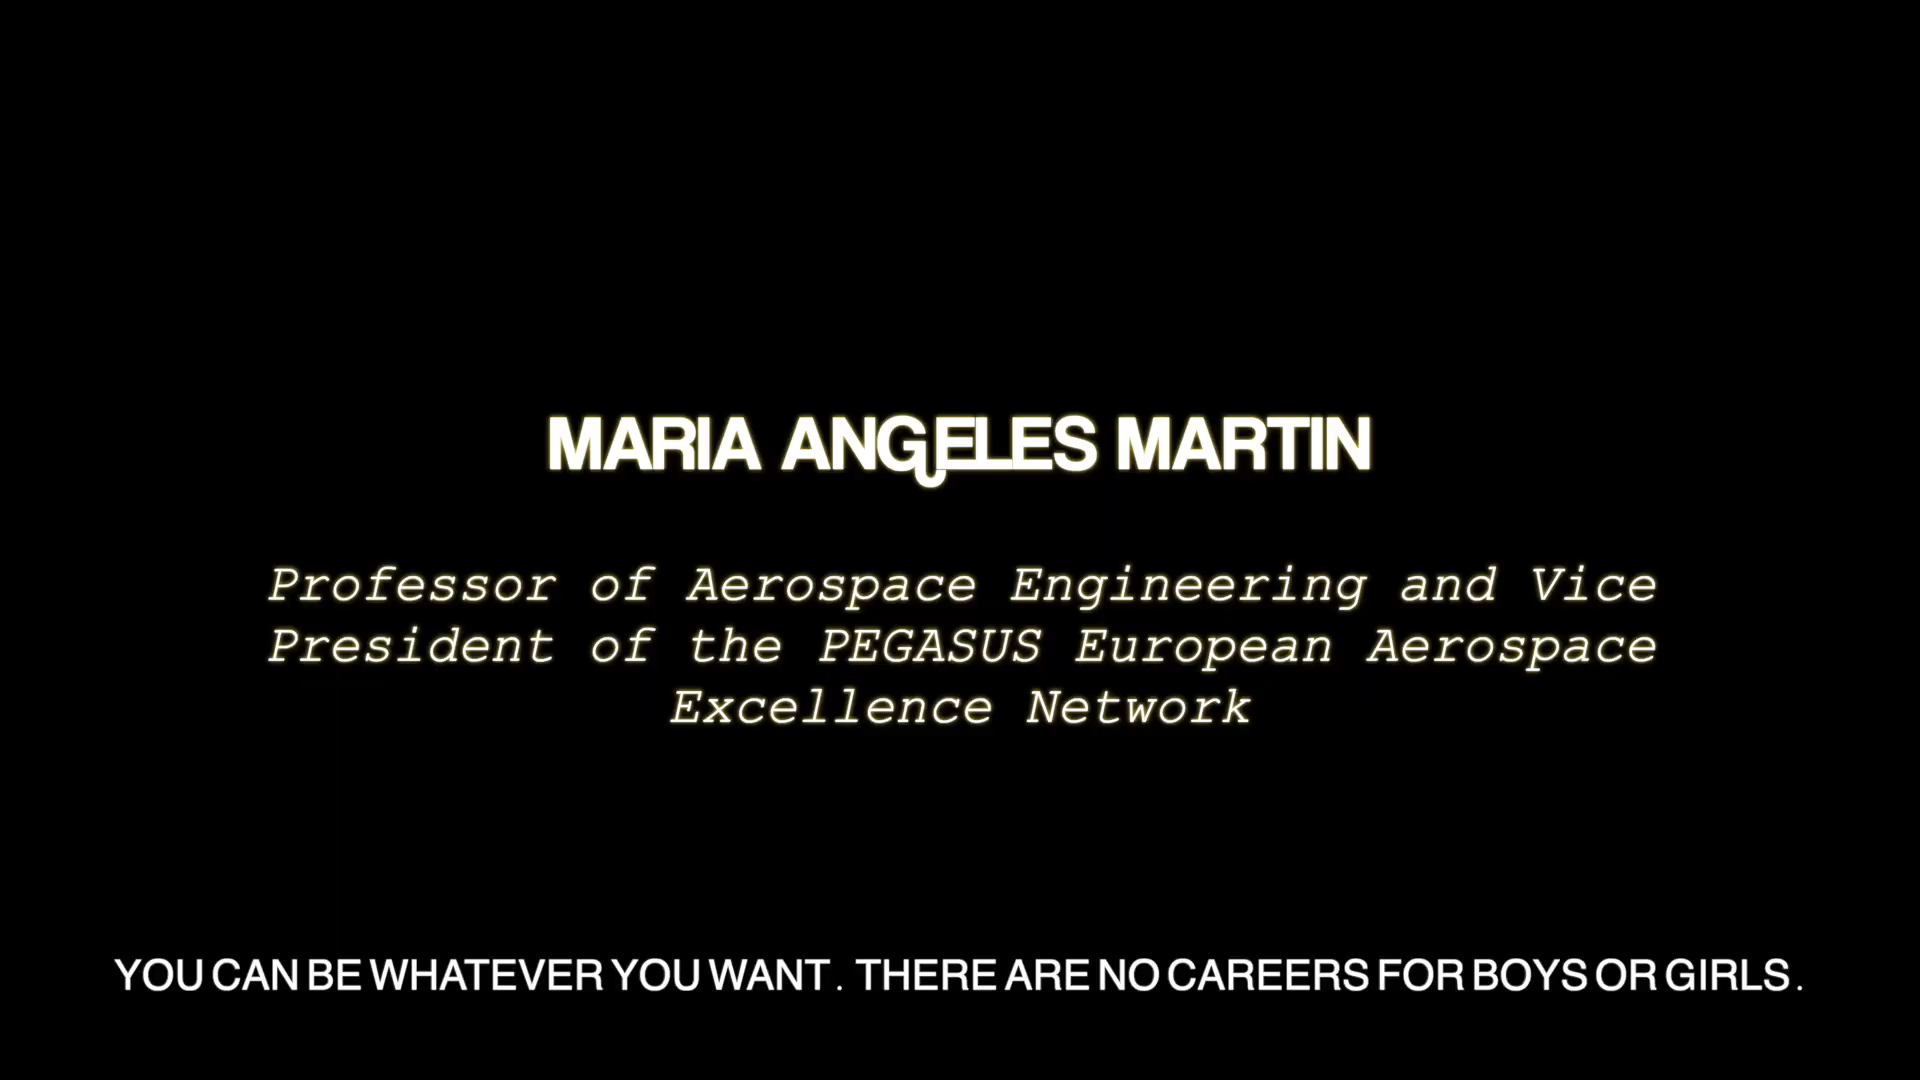 MARIA ANGELES MARTIN
Professor of Aerospace Engineering and Vice
President of the PEGASUS European Aerospace
Excellence Network
YOU CAN BE WHATEVER YOU WANT. THERE ARE NO CAREERS FOR BOYS OR GIRLS.